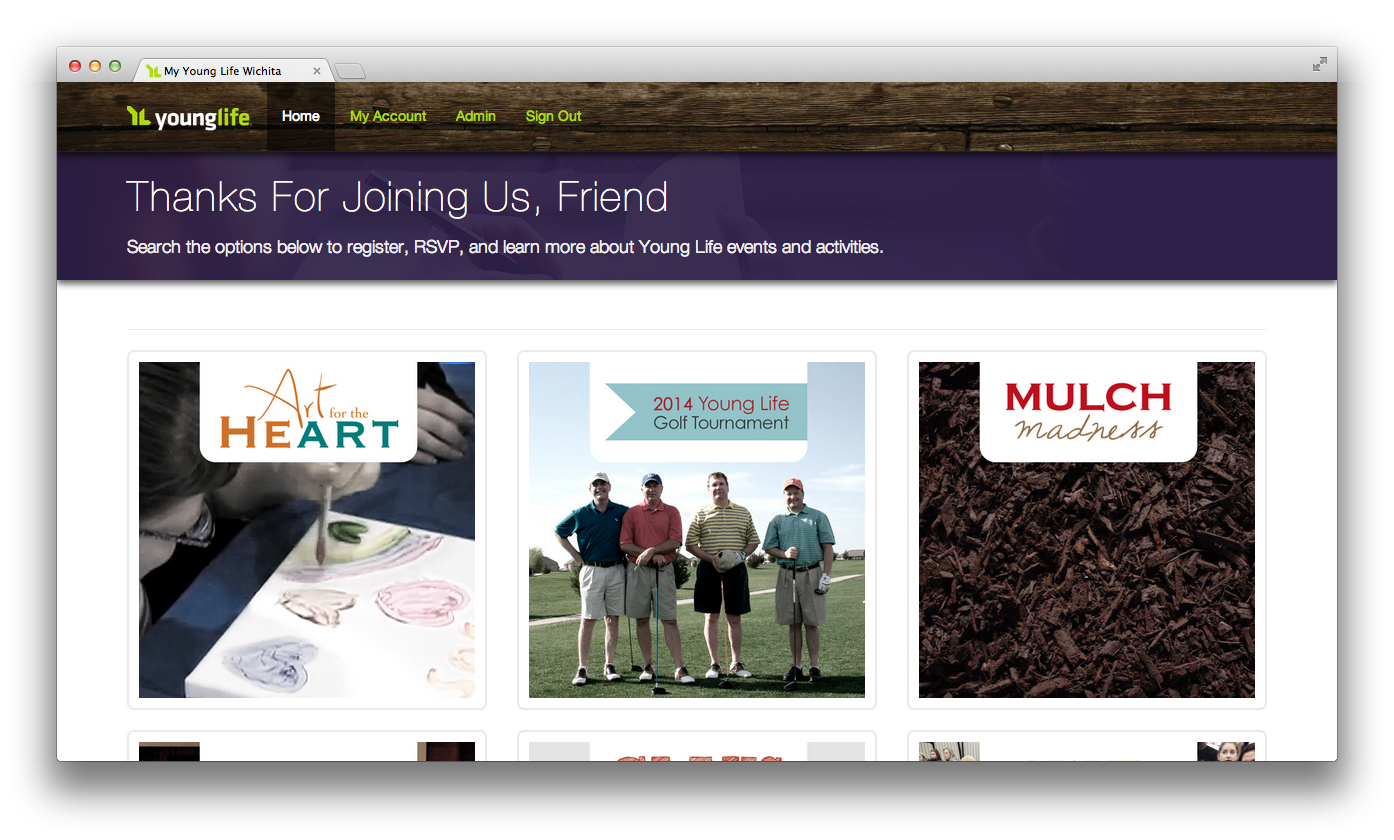 My Young Life Wichita
younglife
Home
My Account
Admin
Sign Out
Thanks For Joining Us, Friend
Search the options below to register, RSVP, and learn more about Young Life events and activities.
Art for the
HEART
2014 Young Life
Golf Tournament
MULCH
madness